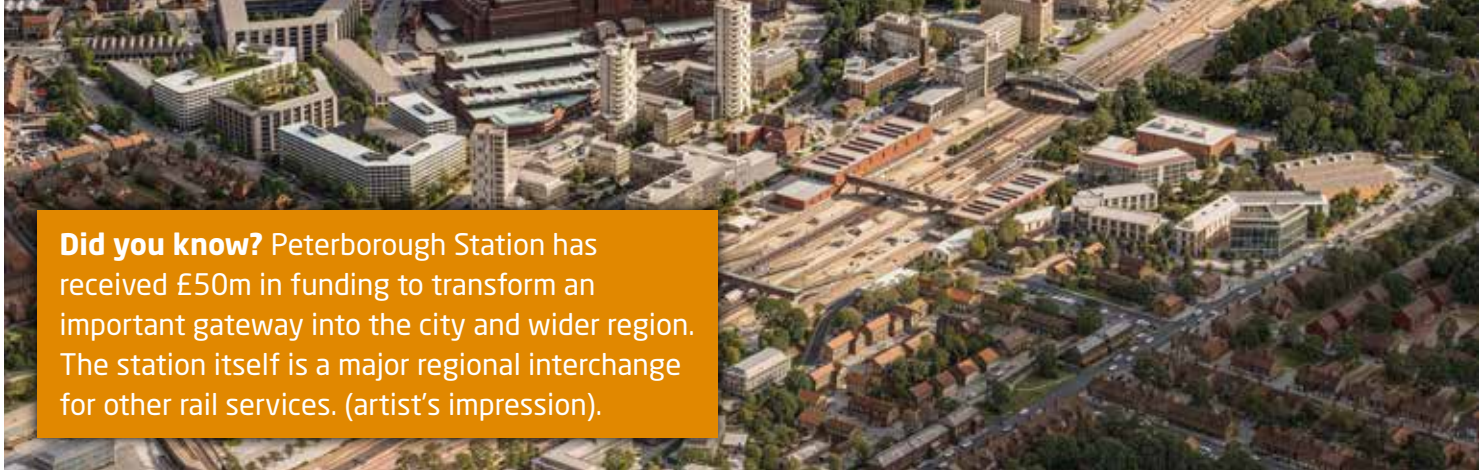 Did you know? Peterborough Station has
received £50m in funding to transform an
important gateway into the city and wider region.
The station itself is a major regional interchange
for other rail services. (artist's impression).